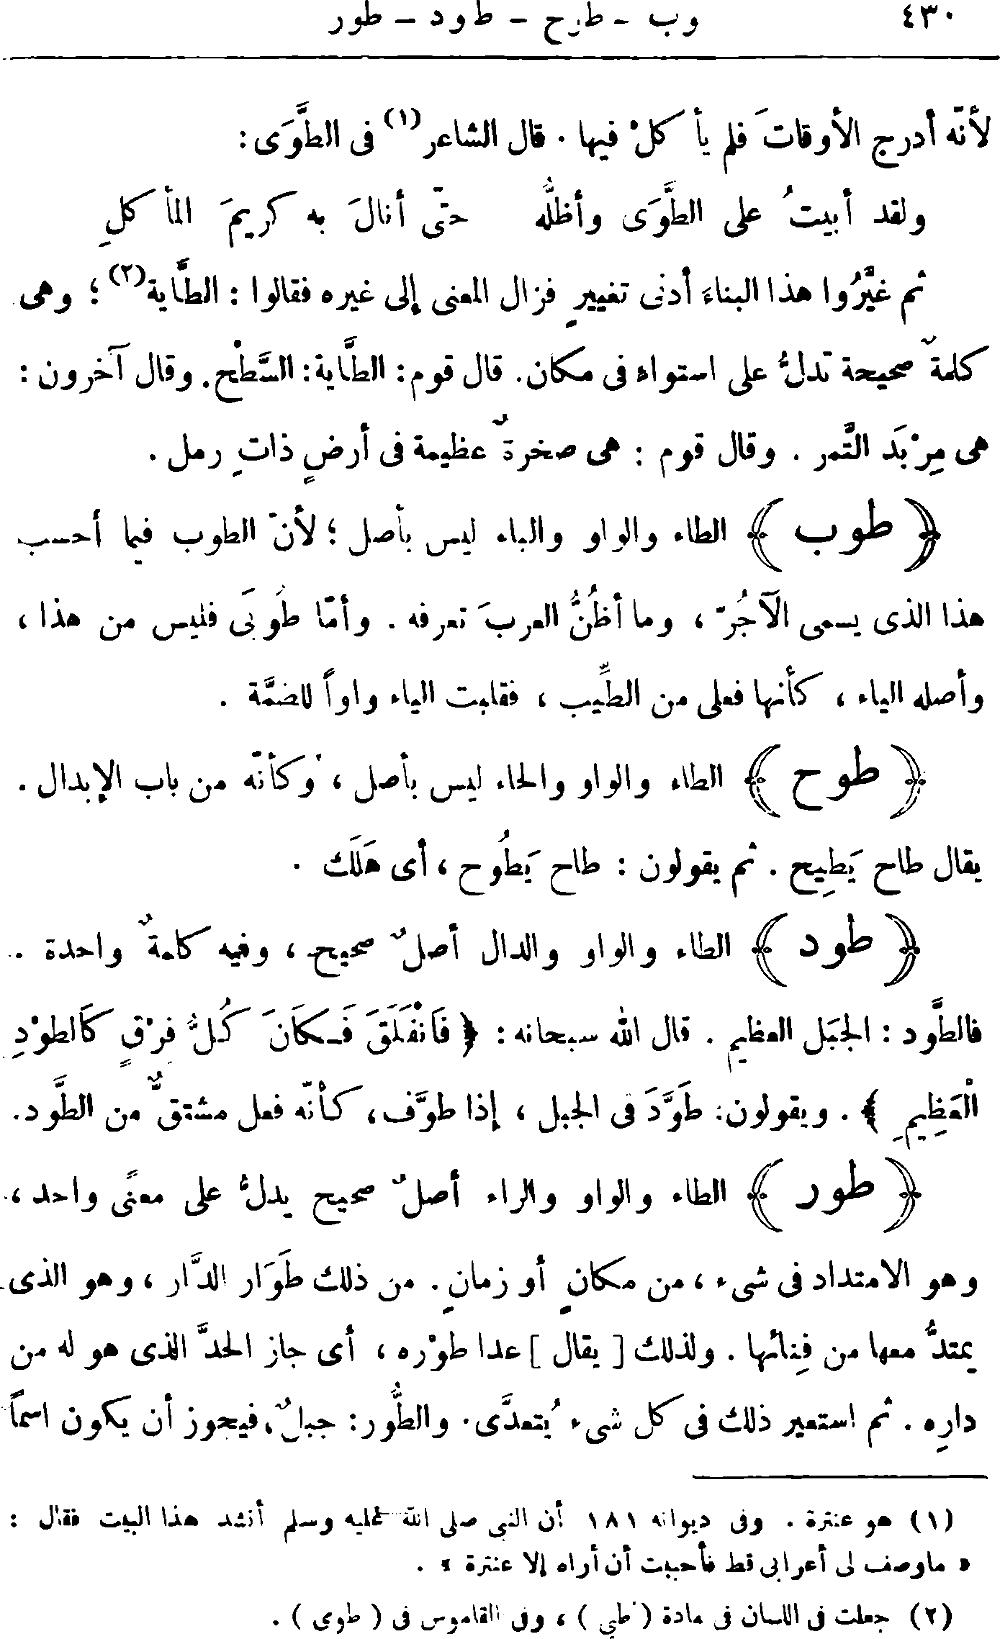 ٤٣٠
وب – طوح – طود – طور
لأنّه أدرج الأوقاتَ فلم يأكلْ فيها . قال الشاعر(١) فى الطَّوَى :
ولقد أبيتُ على الطَّوَى وأظلُّه حتّى أنالَ به كريمَ المأكلِ
ثم غيَّرُوا هذا البناءَ أدنى تغييرٍ فزال المعنى إلى غيره فقالوا : الطَّاية(٢) ؛ وهى
كلمةٌ صحيحة تدلُّ على استواءٍ فى مكان. قال قوم : الطَّاية : السَّطْح. وقال آخرون :
هى مِرْبَد التَّمر . وقال قوم : هى صخرةٌ عظيمة فى أرضٍ ذاتِ رمل .
﴿ طوب ﴾ الطاء والواو والباء ليس بأصل ؛ لأنّ الطوب فيما أحسب
هذا الذى يسمى الآجُرّ ، وما أظُنُّ العربَ تعرفه . وأمّا طُوبَى فليس من هذا ،
وأصله الياء ، كأنها فعلى من الطِّيب ، فقلبت الياء واواً للضمَّة .
﴿ طوح ﴾ الطاء والواو والحاء ليس بأصل ، وكأنّه من باب الإبدال .
يقال طاح يَطِيح . ثم يقولون : طاح يَطُوح ، أى هَلَك .
﴿ طود ﴾ الطاء والواو والدال أصلٌ صحيح ، وفيه كلمةٌ واحدة .
فالطَّود : الجبَل العظيم . قال الله سبحانه : ﴿ فَانْفَلَقَ فَكَانَ كُلُّ فرْقٍ كَالطوْدِ
الْعَظِيمِ ﴾ . ويقولون : طَوَّدَ فى الجبل ، إذا طوَّف ، كأنّه فعل مشتقٌّ من الطَّود.
﴿ طور ﴾ الطاء والواو والراء أصلٌ صحيح يدلُّ على معنًى واحد ،
وهو الامتداد فى شىء ، من مكانٍ أو زمانٍ . من ذلك طَوَار الدَّار ، وهو الذى
يمتدُّ معها من فِنائها . ولذلك [ يقال ] عدا طوْره ، أى جاز الحدَّ الذى هو له من
دارِه . ثم استعير ذلك فى كل شىء يُتعدَّى . والطُّور : جبلٌ ، فيجوز أن يكون اسماً
(١) هو عنترة . وفى ديوانه ١٨١ أن النبي صلى الله عليه وسلم أنشد هذا البيت فقال :
« ماوصف لى أعرابى قط فأحببت أن أراه إلا عنترة » .
(٢) جعلت فى اللسان فى مادة ( طي ) ، وفى القاموس فى ( طوى ) .